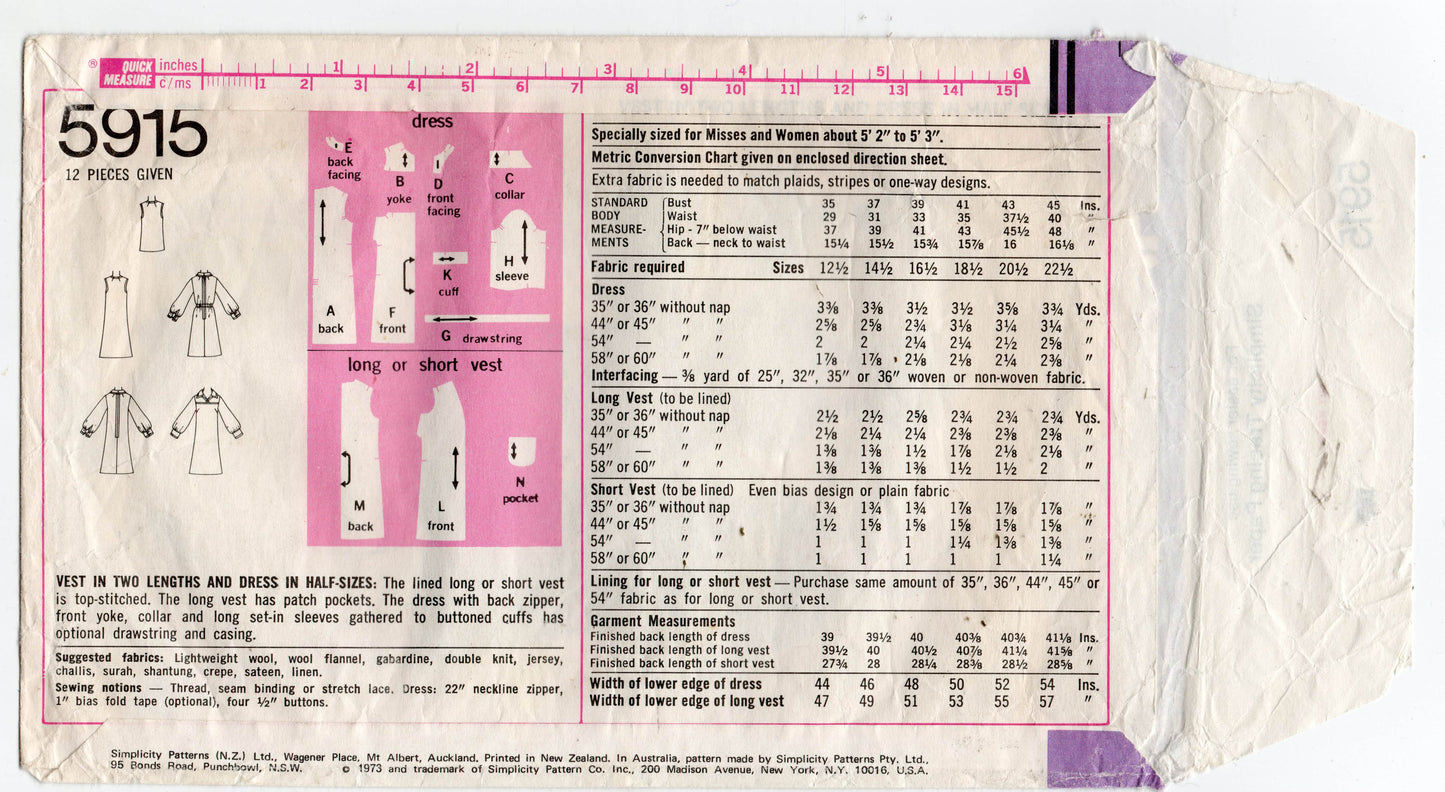 ® QUICK MEASURE inches c/ms
1 2 3 4 5 6
1 2 3 4 5 6 7 8 9 10 11 12 13 14 15
5915
12 PIECES GIVEN
dress
E back facing
B yoke
D front facing
C collar
K cuff
H sleeve
A back
F front
G drawstring
long or short vest
M back
L front
N pocket
VEST IN TWO LENGTHS AND DRESS IN HALF-SIZES: The lined long or short vest
is top-stitched. The long vest has patch pockets. The dress with back zipper,
front yoke, collar and long set-in sleeves gathered to buttoned cuffs has
optional drawstring and casing.
Suggested fabrics: Lightweight wool, wool flannel, gabardine, double knit, jersey,
challis, surah, shantung, crepe, sateen, linen.
Sewing notions — Thread, seam binding or stretch lace. Dress: 22" neckline zipper,
1" bias fold tape (optional), four ½" buttons.
Specially sized for Misses and Women about 5' 2" to 5' 3".
Metric Conversion Chart given on enclosed direction sheet.
Extra fabric is needed to match plaids, stripes or one-way designs.
STANDARD BODY MEASURE-MENTS
Bust 35 37 39 41 43 45 Ins.
Waist 29 31 33 35 37½ 40 "
Hip - 7" below waist 37 39 41 43 45½ 48 "
Back — neck to waist 15¼ 15½ 15¾ 15⅞ 16 16⅛ "
Fabric required Sizes 12½ 14½ 16½ 18½ 20½ 22½
Dress
35" or 36" without nap 3⅜ 3⅜ 3½ 3½ 3⅝ 3¾ Yds.
44" or 45" " " 2⅝ 2⅝ 2¾ 3⅛ 3¼ 3¼ "
54" — " " 2 2 2¼ 2¼ 2½ 2⅝ "
58" or 60" " " 1⅞ 1⅞ 2⅛ 2⅛ 2¼ 2⅜ "
Interfacing — ⅜ yard of 25", 32", 35" or 36" woven or non-woven fabric.
Long Vest (to be lined)
35" or 36" without nap 2½ 2½ 2⅝ 2¾ 2¾ 2¾ Yds.
44" or 45" " " 2⅛ 2¼ 2¼ 2⅜ 2⅜ 2⅜ "
54" — " " 1⅜ 1⅜ 1½ 1⅞ 2⅛ 2⅛ "
58" or 60" " " 1⅜ 1⅜ 1⅜ 1½ 1½ 2 "
Short Vest (to be lined) Even bias design or plain fabric
35" or 36" without nap 1¾ 1¾ 1¾ 1⅞ 1⅞ 1⅞ "
44" or 45" " " 1½ 1⅝ 1⅝ 1⅝ 1⅝ 1⅝ "
54" — " " 1 1 1 1¼ 1⅜ 1⅜ "
58" or 60" " " 1 1 1 1 1 1¼ "
Lining for long or short vest — Purchase same amount of 35", 36", 44", 45" or
54" fabric as for long or short vest.
Garment Measurements
Finished back length of dress 39 39½ 40 40⅜ 40¾ 41⅛ Ins.
Finished back length of long vest 39½ 40 40½ 40⅞ 41¼ 41⅝ "
Finished back length of short vest 27¾ 28 28¼ 28⅜ 28½ 28⅝ "
Width of lower edge of dress 44 46 48 50 52 54 Ins.
Width of lower edge of long vest 47 49 51 53 55 57 "
Simplicity Patterns (N.Z.) Ltd., Wagener Place, Mt Albert, Auckland. Printed in New Zealand. In Australia, pattern made by Simplicity Patterns Pty. Ltd.,
95 Bonds Road, Punchbowl, N.S.W. © 1973 and trademark of Simplicity Pattern Co. Inc., 200 Madison Avenue, New York, N.Y. 10016, U.S.A.